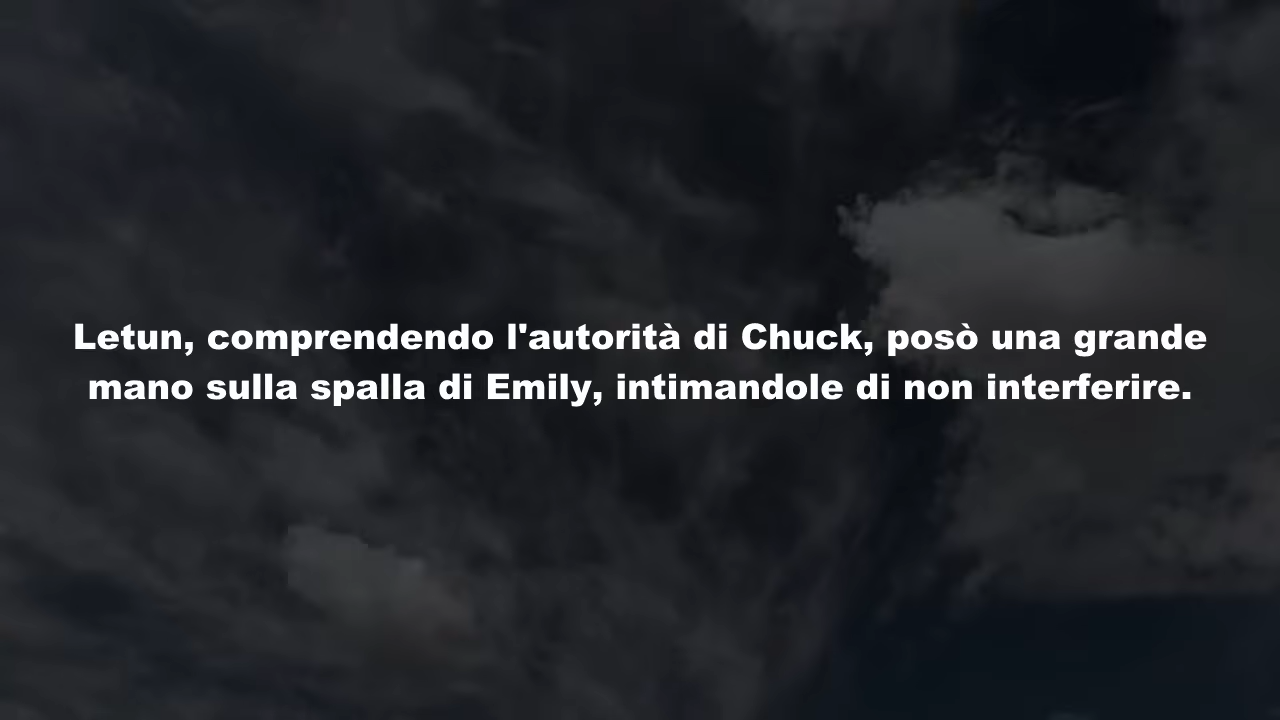 Letun, comprendendo l'autorità di Chuck, posò una grande
mano sulla spalla di Emily, intimandole di non interferire.